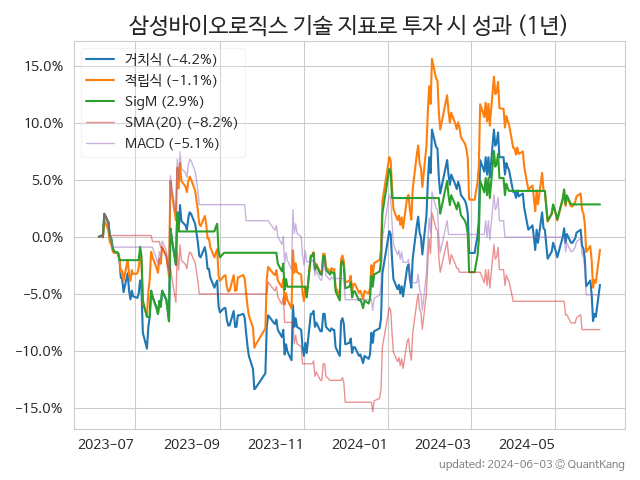 삼성바이오로직스 기술 지표로 투자 시 성과 (1년)
거치식 (−4.2%)
적립식 (−1.1%)
SigM (2.9%)
SMA(20) (−8.2%)
MACD (−5.1%)
15.0%
10.0%
5.0%
0.0%
−5.0%
−10.0%
−15.0%
2023-07
2023-09
2023-11
2024-01
2024-03
2024-05
updated: 2024-06-03 ⓒ QuantKang